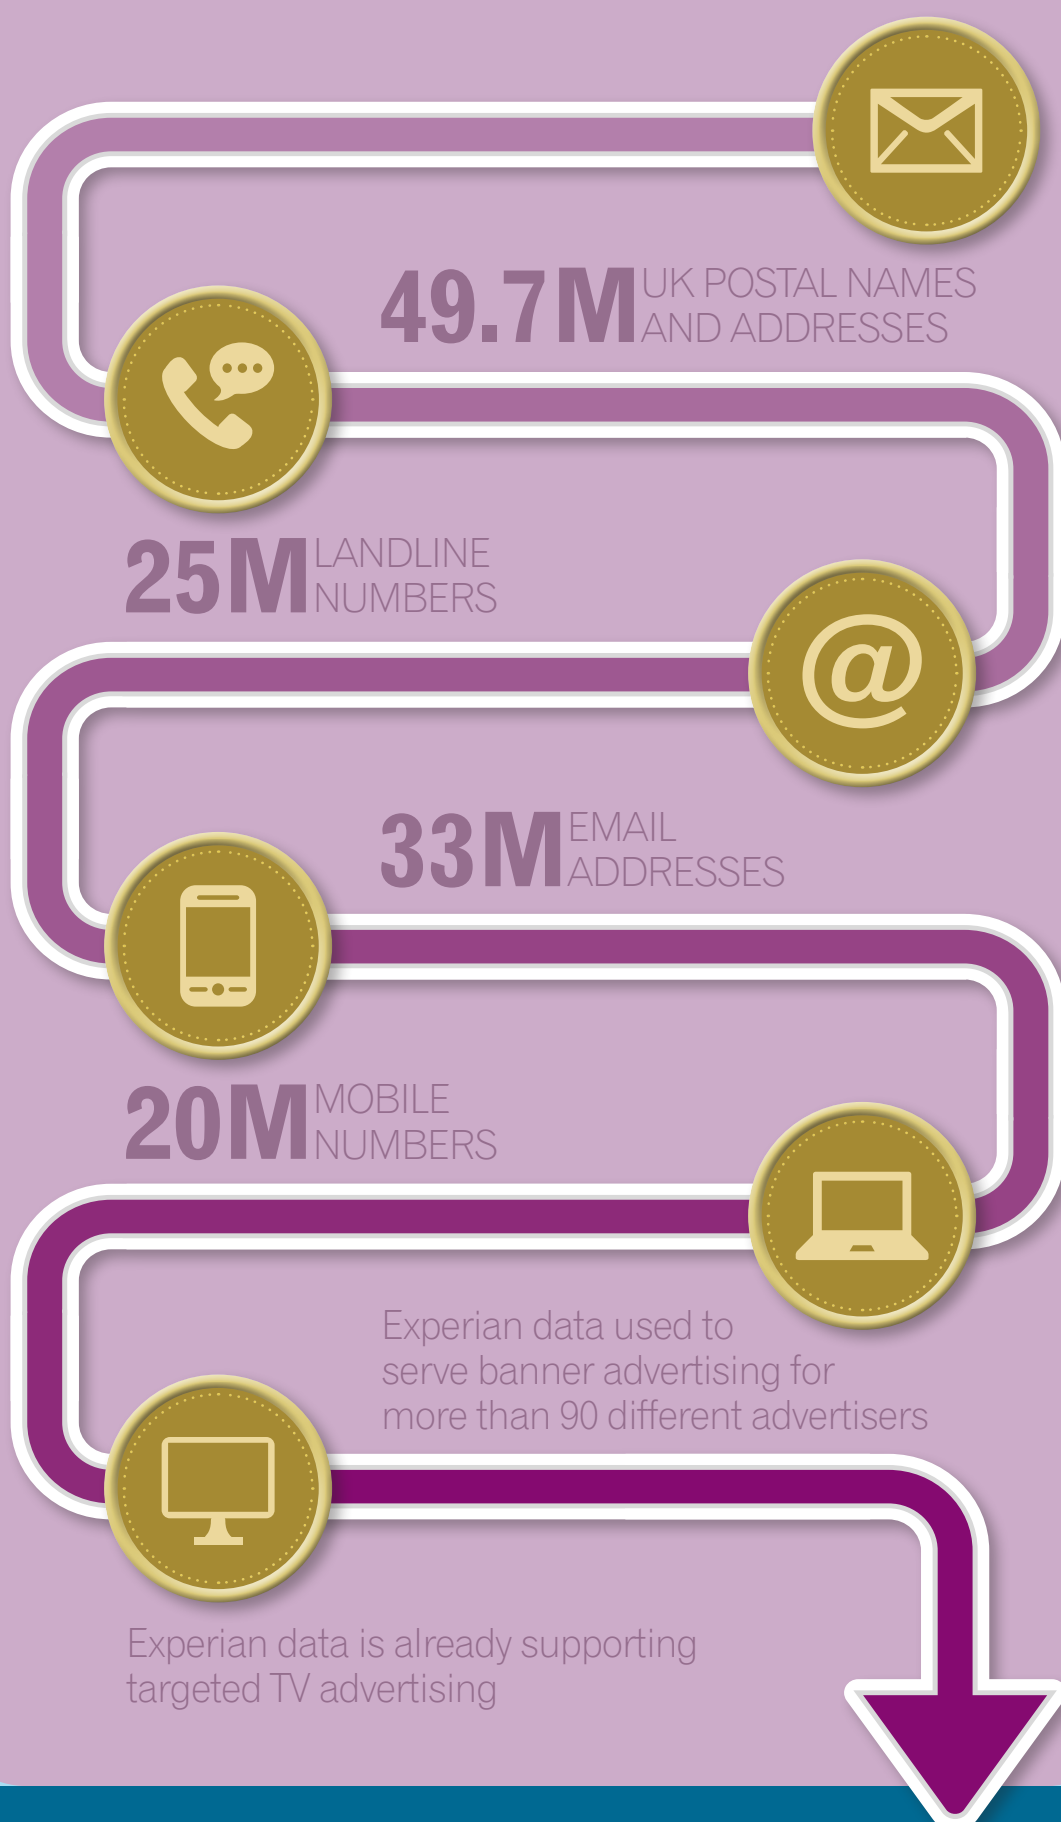 49.7M UK POSTAL NAMES
AND ADDRESSES
25M LANDLINE
NUMBERS
@
33M EMAIL
ADDRESSES
20M MOBILE
NUMBERS
Experian data used to
serve banner advertising for
more than 90 different advertisers
Experian data is already supporting
targeted TV advertising